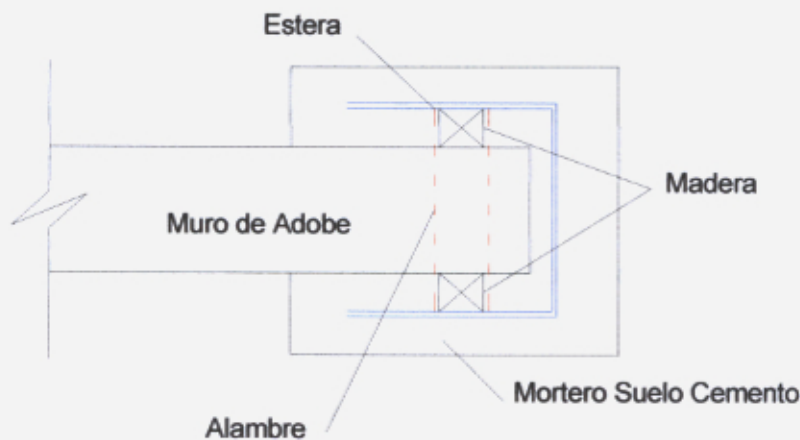 Estera
Madera
Muro de Adobe
Mortero Suelo Cemento
Alambre